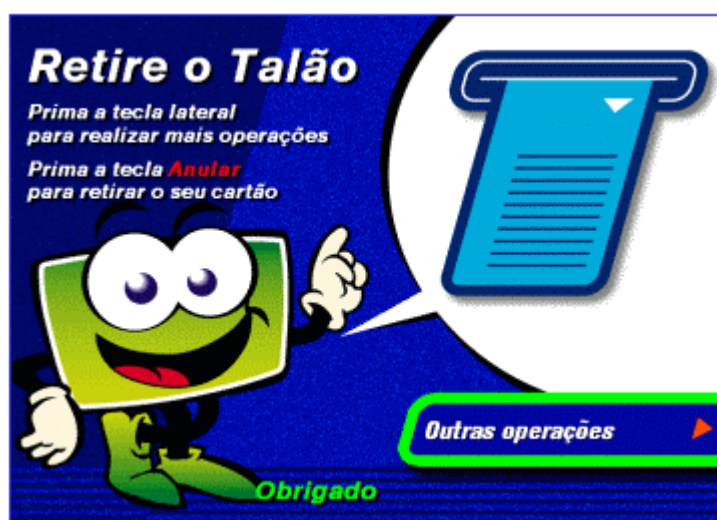 Retire o Talão
Prima a tecla lateral
para realizar mais operações
Prima a tecla Anular
para retirar o seu cartão
Outras operações
Obrigado